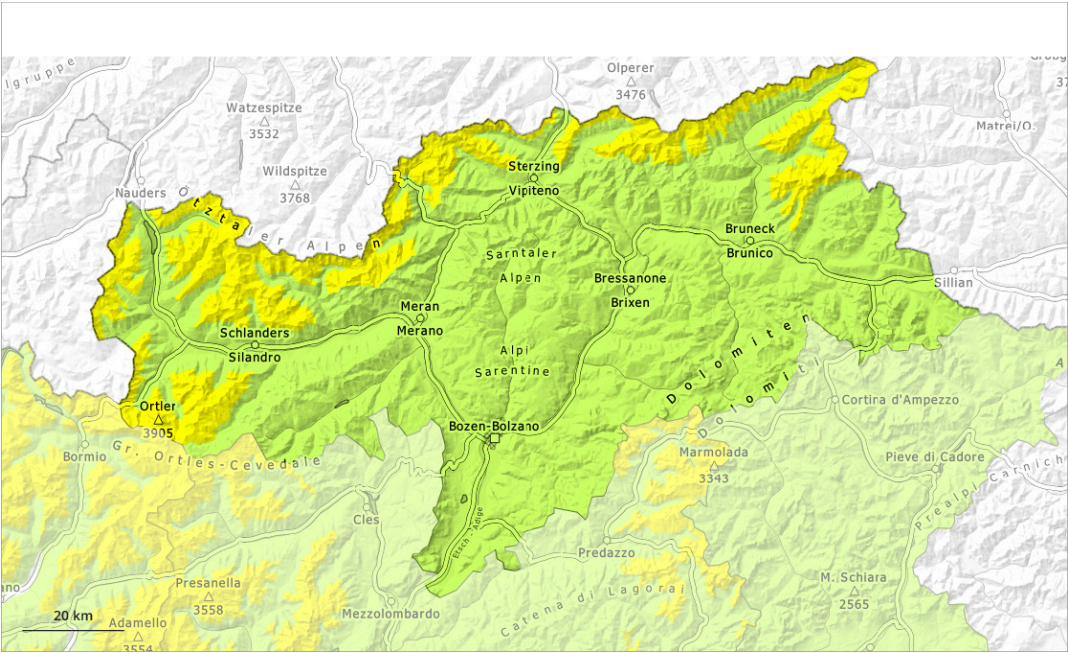 lgruppe
Olperer
3476
Watzespitze
3532
Matrei/O.
Wildspitze
3768
Nauders
Ötztaler Alpen
Sterzing
Vipiteno
Bruneck
Brunico
Sarntaler
Alpen
Bressanone
Brixen
Sillian
Meran
Merano
Schlanders
Silandro
Alpi
Sarentine
Dolomiten
Dolomiti
Ortler
3905
Cortina d'Ampezzo
Bozen-Bolzano
Bormio
Gr. Ortles-Cevedale
Marmolada
3343
Pieve di Cadore
Prealpi Carnich
Cles
Etsch - Adige
Predazzo
ano
Presanella
3558
M. Schiara
2565
Catena di Lagorai
Mezzolombardo
20 km
Adamello
3554